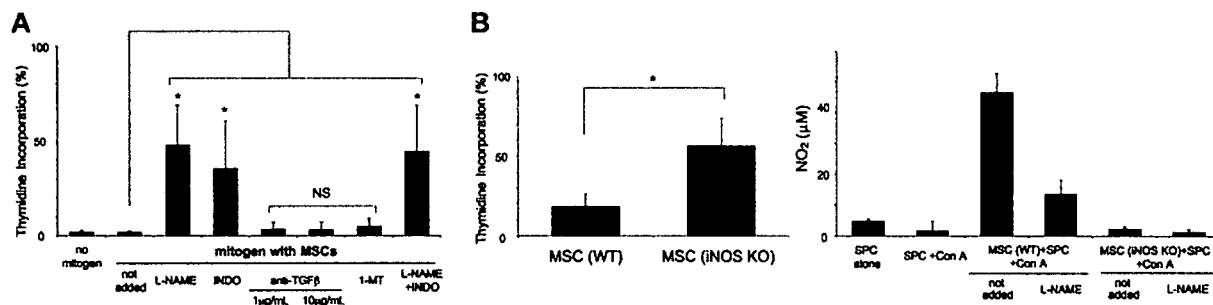 A
Thymidine Incorporation (%)
100
50
0
* * *
NS
no mitogen
mitogen with MSCs
not added
L-NAME
INDO
anti-TGFβ
1μg/mL
10μg/mL
1-MT
L-NAME +INDO
B
Thymidine Incorporation (%)
100
50
0
*
MSC (WT)
MSC (iNOS KO)
NO2 (μM)
40
20
0
SPC alone
SPC +Con A
MSC (WT)+SPC +Con A
not added
L-NAME
MSC (iNOS KO)+SPC +Con A
not added
L-NAME